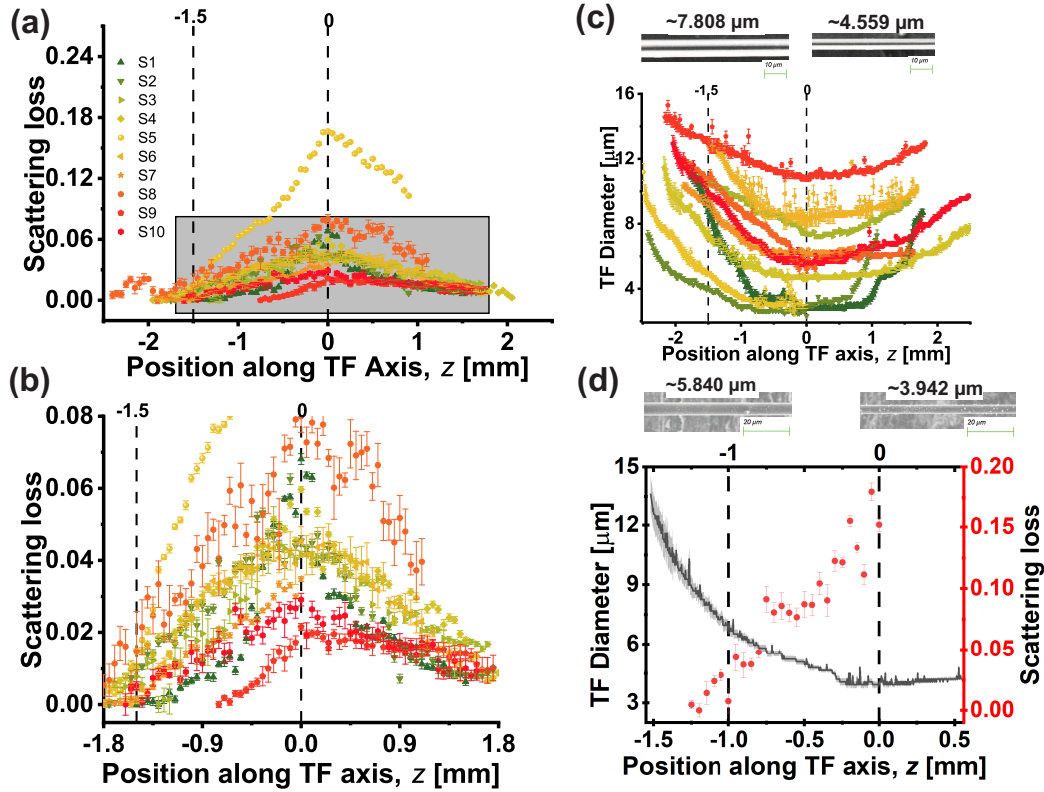 (a)
-1.5
0
0.24
0.18
0.12
0.06
0.00
Scattering loss
S1
S2
S3
S4
S5
S6
S7
S8
S9
S10
-2
-1
0
1
2
Position along TF Axis, z [mm]
(b)
-1.5
0
0.08
0.06
0.04
0.02
0.00
Scattering loss
-1.8
-0.9
0.0
0.9
1.8
Position along TF axis, z [mm]
(c)
~7.808 µm
~4.559 µm
10 µm
10 µm
-1.5
0
16
12
8
4
TF Diameter [µm]
-2
-1
0
1
2
Position along TF axis, z [mm]
(d)
~5.840 µm
~3.942 µm
20 µm
20 µm
-1
0
15
12
9
6
3
TF Diameter [µm]
0.20
0.15
0.10
0.05
0.00
Scattering loss
-1.5
-1.0
-0.5
0.0
0.5
Position along TF axis, z [mm]